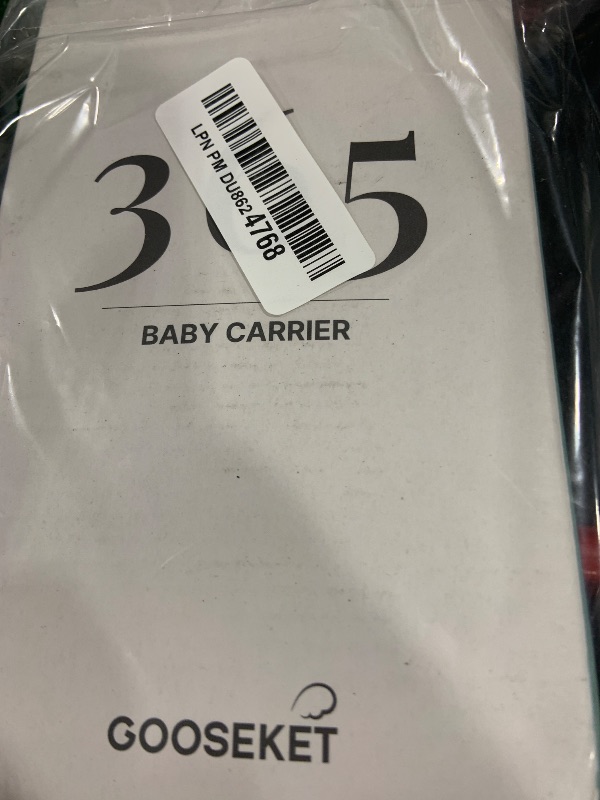 LPN PM DU8624768
3 5
BABY CARRIER
GOOSEKET